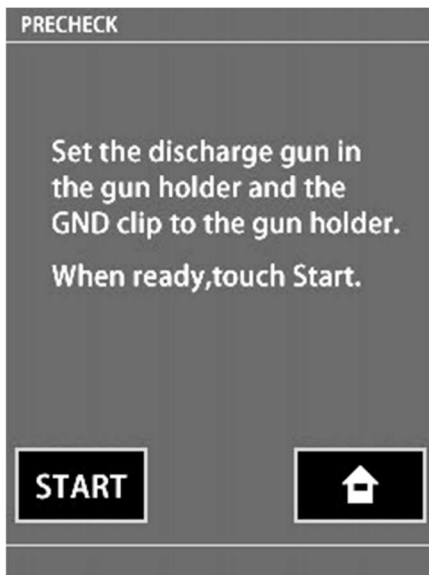 PRECHECK
Set the discharge gun in
the gun holder and the
GND clip to the gun holder.
When ready,touch Start.
START